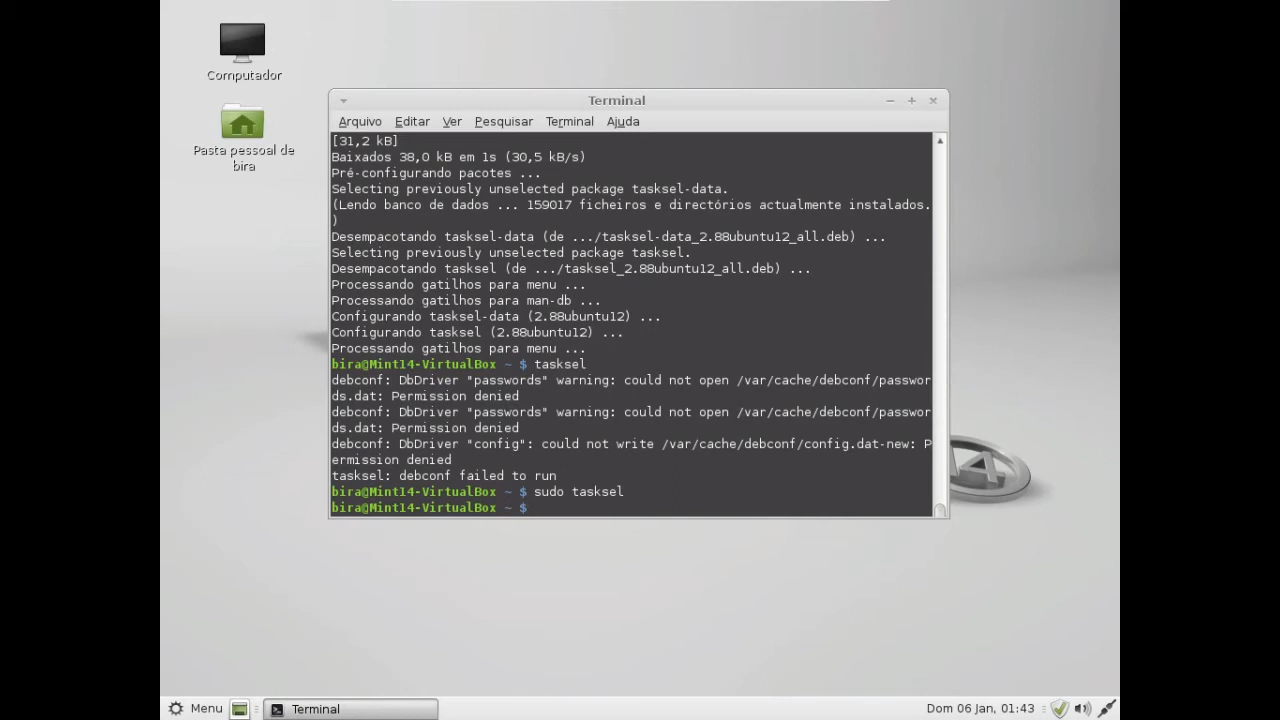 Computador
Pasta pessoal de
bira
Terminal
Arquivo Editar Ver Pesquisar Terminal Ajuda
[31,2 kB]
Baixados 38,0 kB em 1s (30,5 kB/s)
Pré-configurando pacotes ...
Selecting previously unselected package tasksel-data.
(Lendo banco de dados ... 159017 ficheiros e directórios actualmente instalados.
)
Desempacotando tasksel-data (de .../tasksel-data_2.88ubuntu12_all.deb) ...
Selecting previously unselected package tasksel.
Desempacotando tasksel (de .../tasksel_2.88ubuntu12_all.deb) ...
Processando gatilhos para menu ...
Processando gatilhos para man-db ...
Configurando tasksel-data (2.88ubuntu12) ...
Configurando tasksel (2.88ubuntu12) ...
Processando gatilhos para menu ...
bira@Mint14-VirtualBox ~ $ tasksel
debconf: DbDriver "passwords" warning: could not open /var/cache/debconf/passwor
ds.dat: Permission denied
debconf: DbDriver "passwords" warning: could not open /var/cache/debconf/passwor
ds.dat: Permission denied
debconf: DbDriver "config": could not write /var/cache/debconf/config.dat-new: P
ermission denied
tasksel: debconf failed to run
bira@Mint14-VirtualBox ~ $ sudo tasksel
bira@Mint14-VirtualBox ~ $
Menu
Terminal
Dom 06 Jan, 01:43